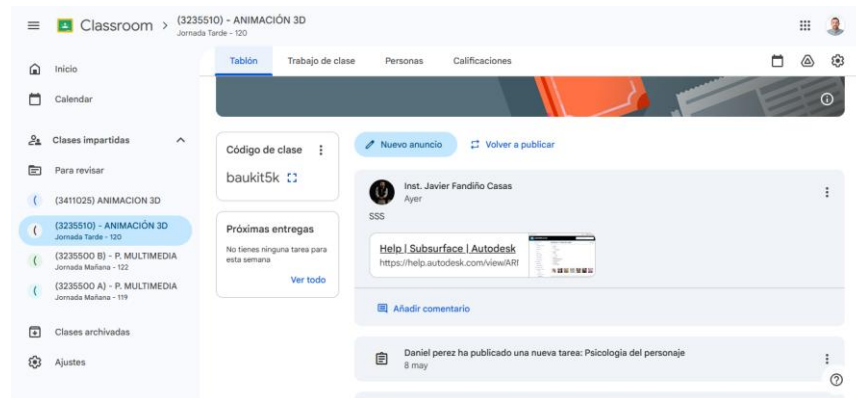 Classroom
(3235510) - ANIMACIÓN 3D
Jornada Tarde - 120
Inicio
Calendar
Clases impartidas
Para revisar
(3411025) ANIMACION 3D
(3235510) - ANIMACIÓN 3D
Jornada Tarde - 120
(3235500 B) - P. MULTIMEDIA
Jornada Mañana - 122
(3235500 A) - P. MULTIMEDIA
Jornada Mañana - 119
Clases archivadas
Ajustes
Tablón
Trabajo de clase
Personas
Calificaciones
Código de clase
baukit5k
Próximas entregas
No tienes ninguna tarea para
esta semana
Ver todo
Nuevo anuncio
Volver a publicar
Inst. Javier Fandiño Casas
Ayer
SSS
Help | Subsurface | Autodesk
https://help.autodesk.com/view/ARI
Añadir comentario
Daniel perez ha publicado una nueva tarea: Psicologia del personaje
8 may